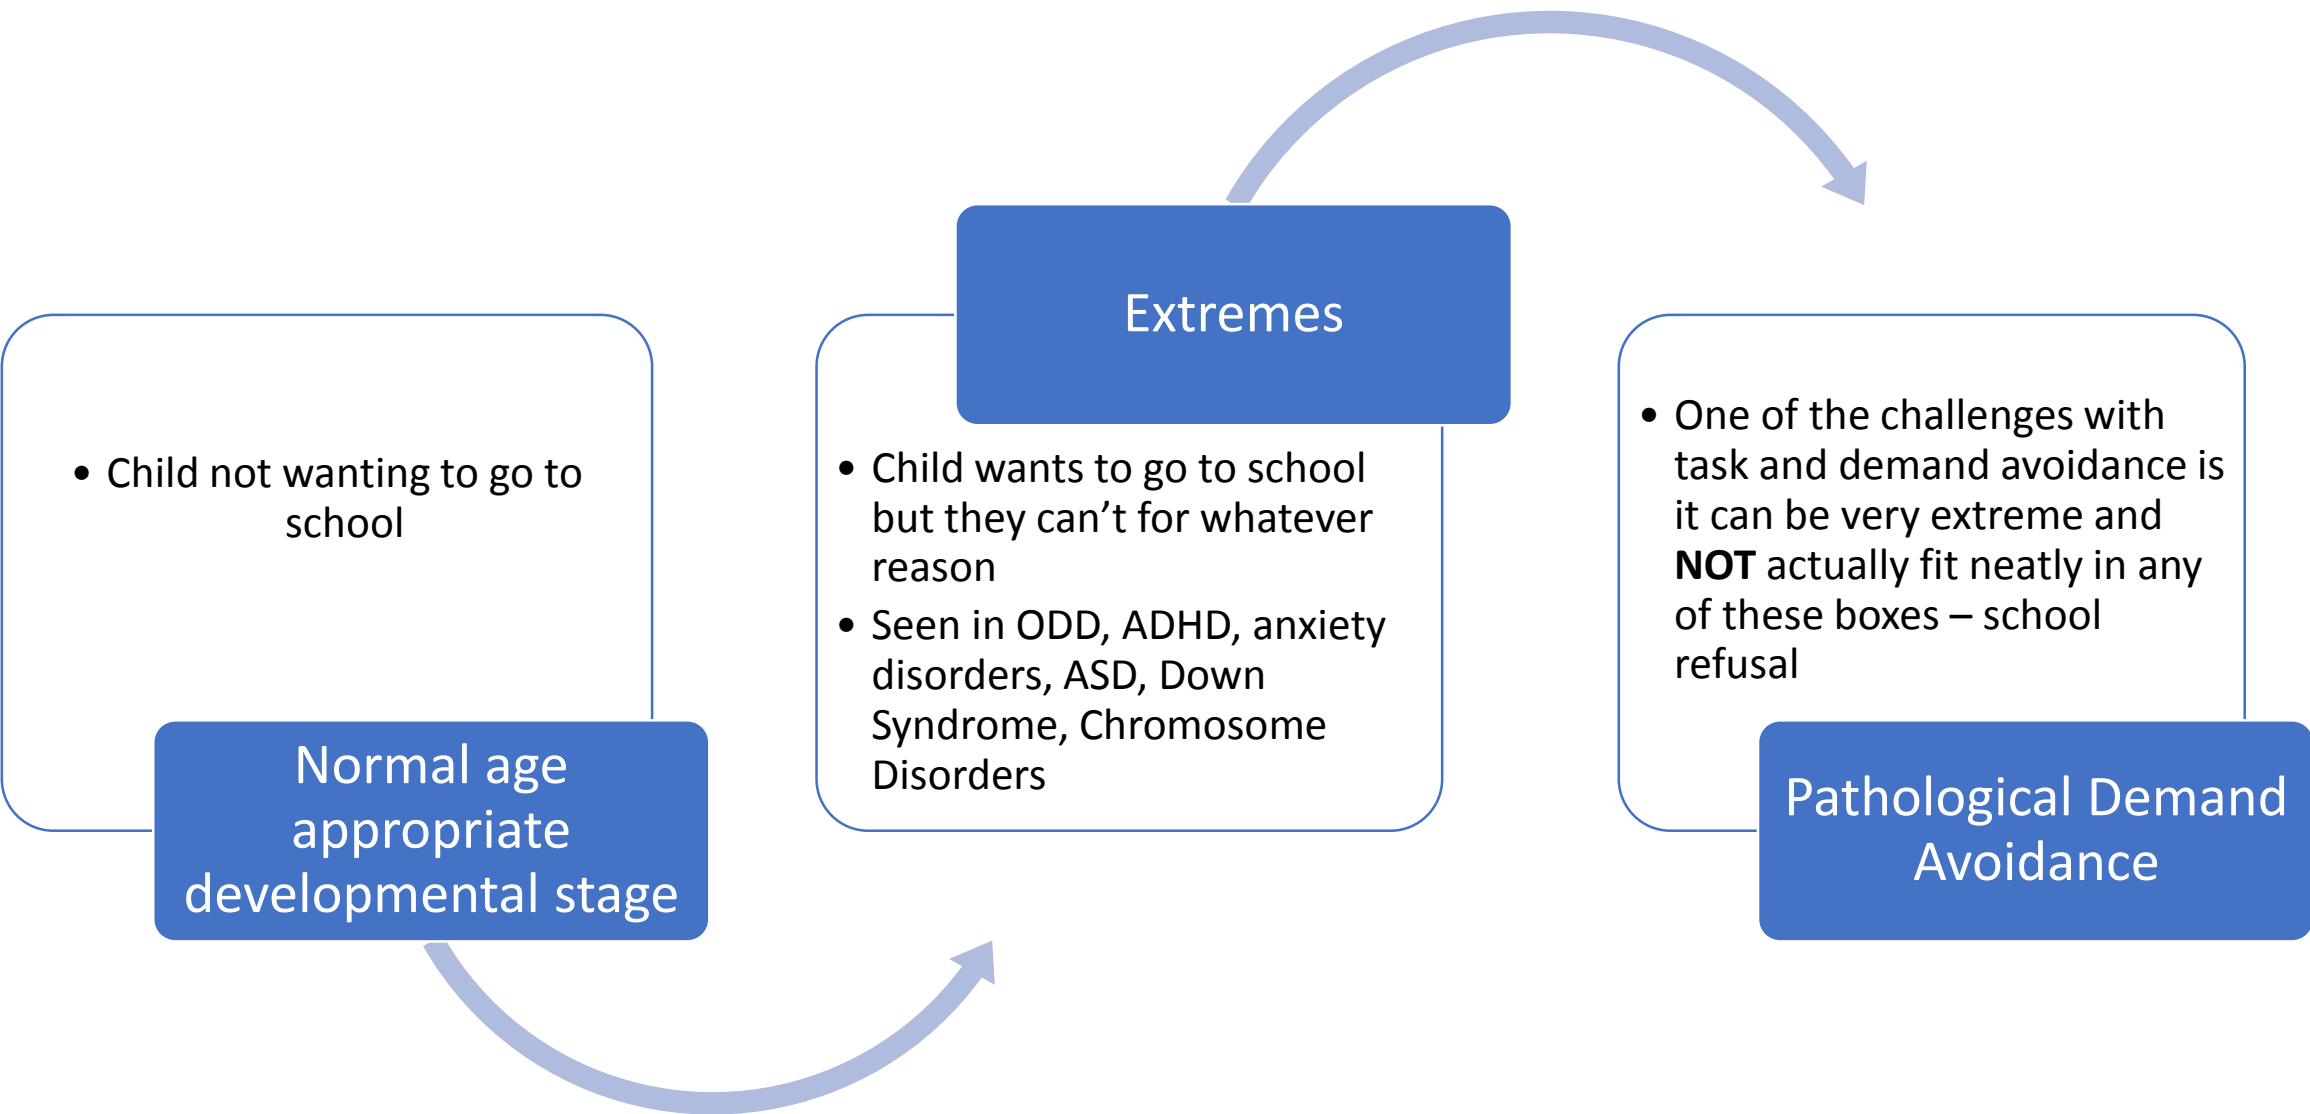 • Child not wanting to go to
school
Normal age
appropriate
developmental stage
Extremes
• Child wants to go to school
but they can’t for whatever
reason
• Seen in ODD, ADHD, anxiety
disorders, ASD, Down
Syndrome, Chromosome
Disorders
• One of the challenges with
task and demand avoidance is
it can be very extreme and
NOT actually fit neatly in any
of these boxes – school
refusal
Pathological Demand
Avoidance